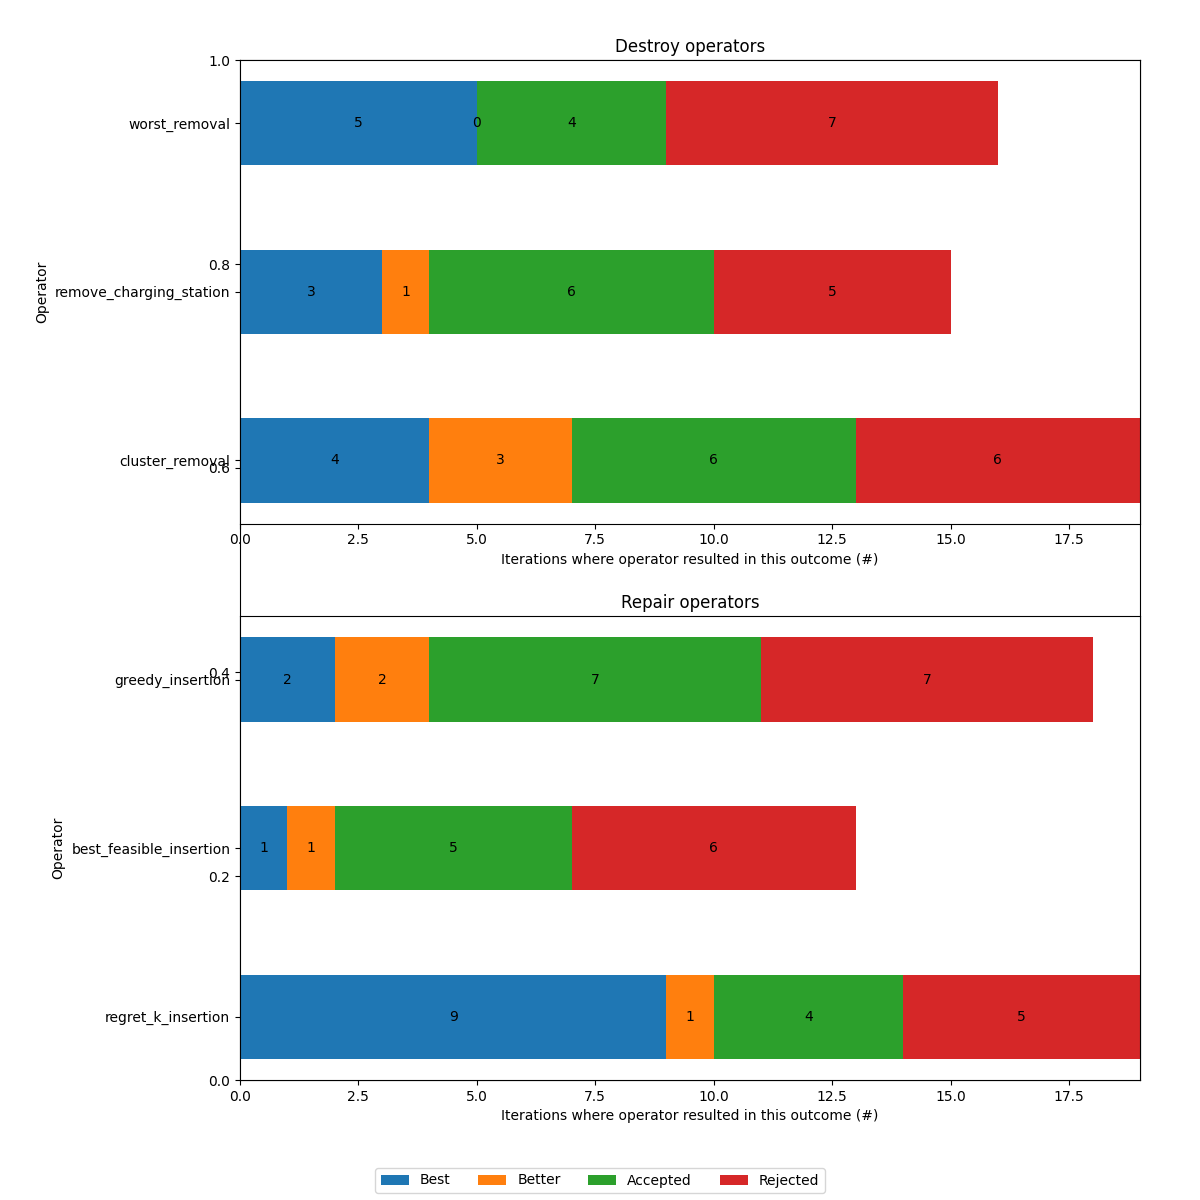 Destroy operators
1.0
worst_removal 5 0 4 7
0.8
remove_charging_station 3 1 6 5
Operator
cluster_removal 4 3 6 6
0.6
0.0 2.5 5.0 7.5 10.0 12.5 15.0 17.5
Iterations where operator resulted in this outcome (#)
Repair operators
0.4
greedy_insertion 2 2 7 7
best_feasible_insertion 1 1 5 6
Operator
0.2
regret_k_insertion 9 1 4 5
0.0
0.0 2.5 5.0 7.5 10.0 12.5 15.0 17.5
Iterations where operator resulted in this outcome (#)
Best Better Accepted Rejected